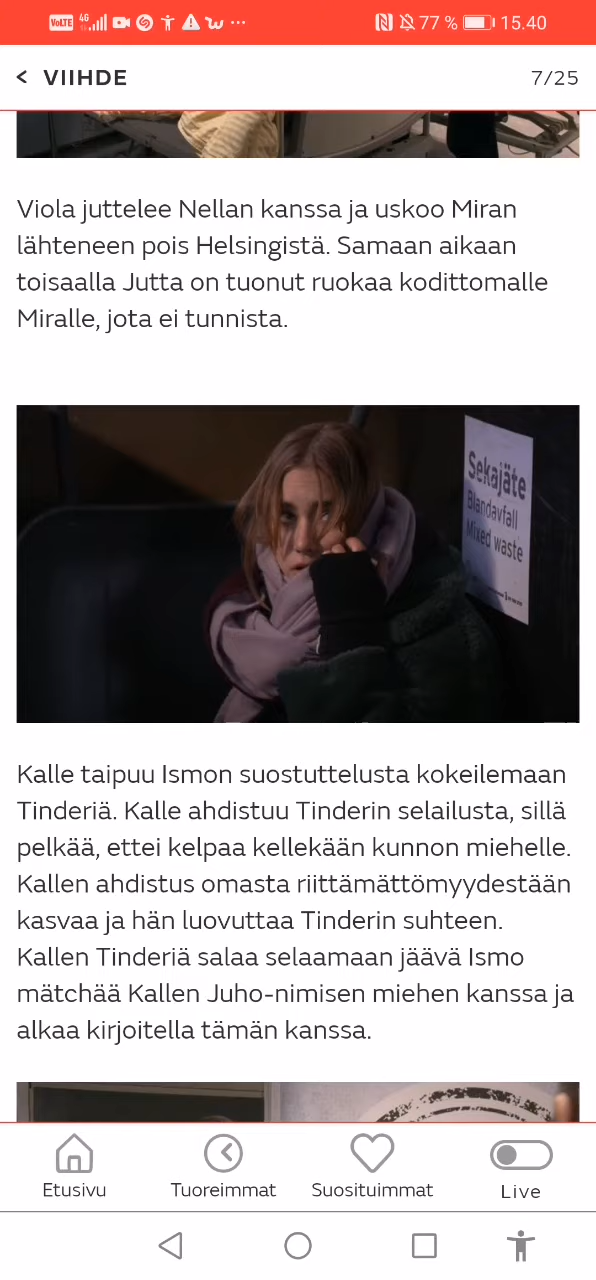 VoLTE 4G 77 % 15.40
< VIIHDE 7/25
Viola juttelee Nellan kanssa ja uskoo Miran
lähteneen pois Helsingistä. Samaan aikaan
toisaalla Jutta on tuonut ruokaa kodittomalle
Miralle, jota ei tunnista.
Sekajäte
Blandavfall
Mixed waste
Kalle taipuu Ismon suostuttelusta kokeilemaan
Tinderiä. Kalle ahdistuu Tinderin selailusta, sillä
pelkää, ettei kelpaa kellekään kunnon miehelle.
Kallen ahdistus omasta riittämättömyydestään
kasvaa ja hän luovuttaa Tinderin suhteen.
Kallen Tinderiä salaa selaamaan jäävä Ismo
mätchää Kallen Juho-nimisen miehen kanssa ja
alkaa kirjoitella tämän kanssa.
Etusivu Tuoreimmat Suosituimmat Live